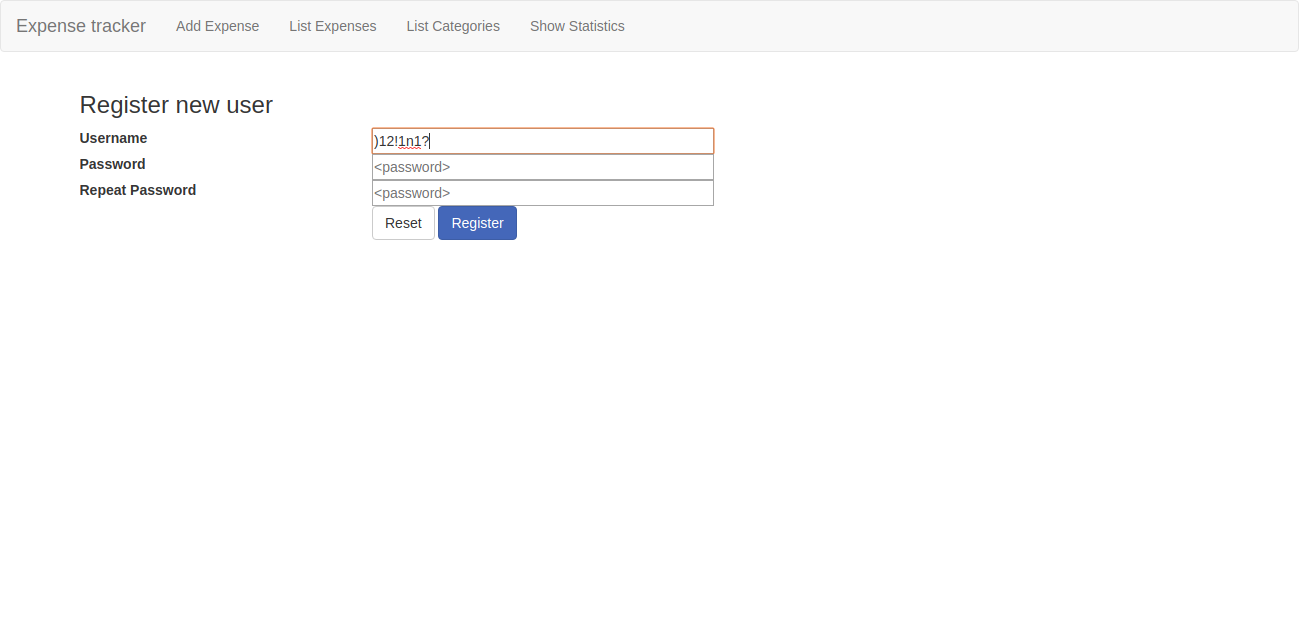 Expense tracker Add Expense List Expenses List Categories Show Statistics
Register new user
Username )12!1n1?
Password <password>
Repeat Password <password>
Reset Register